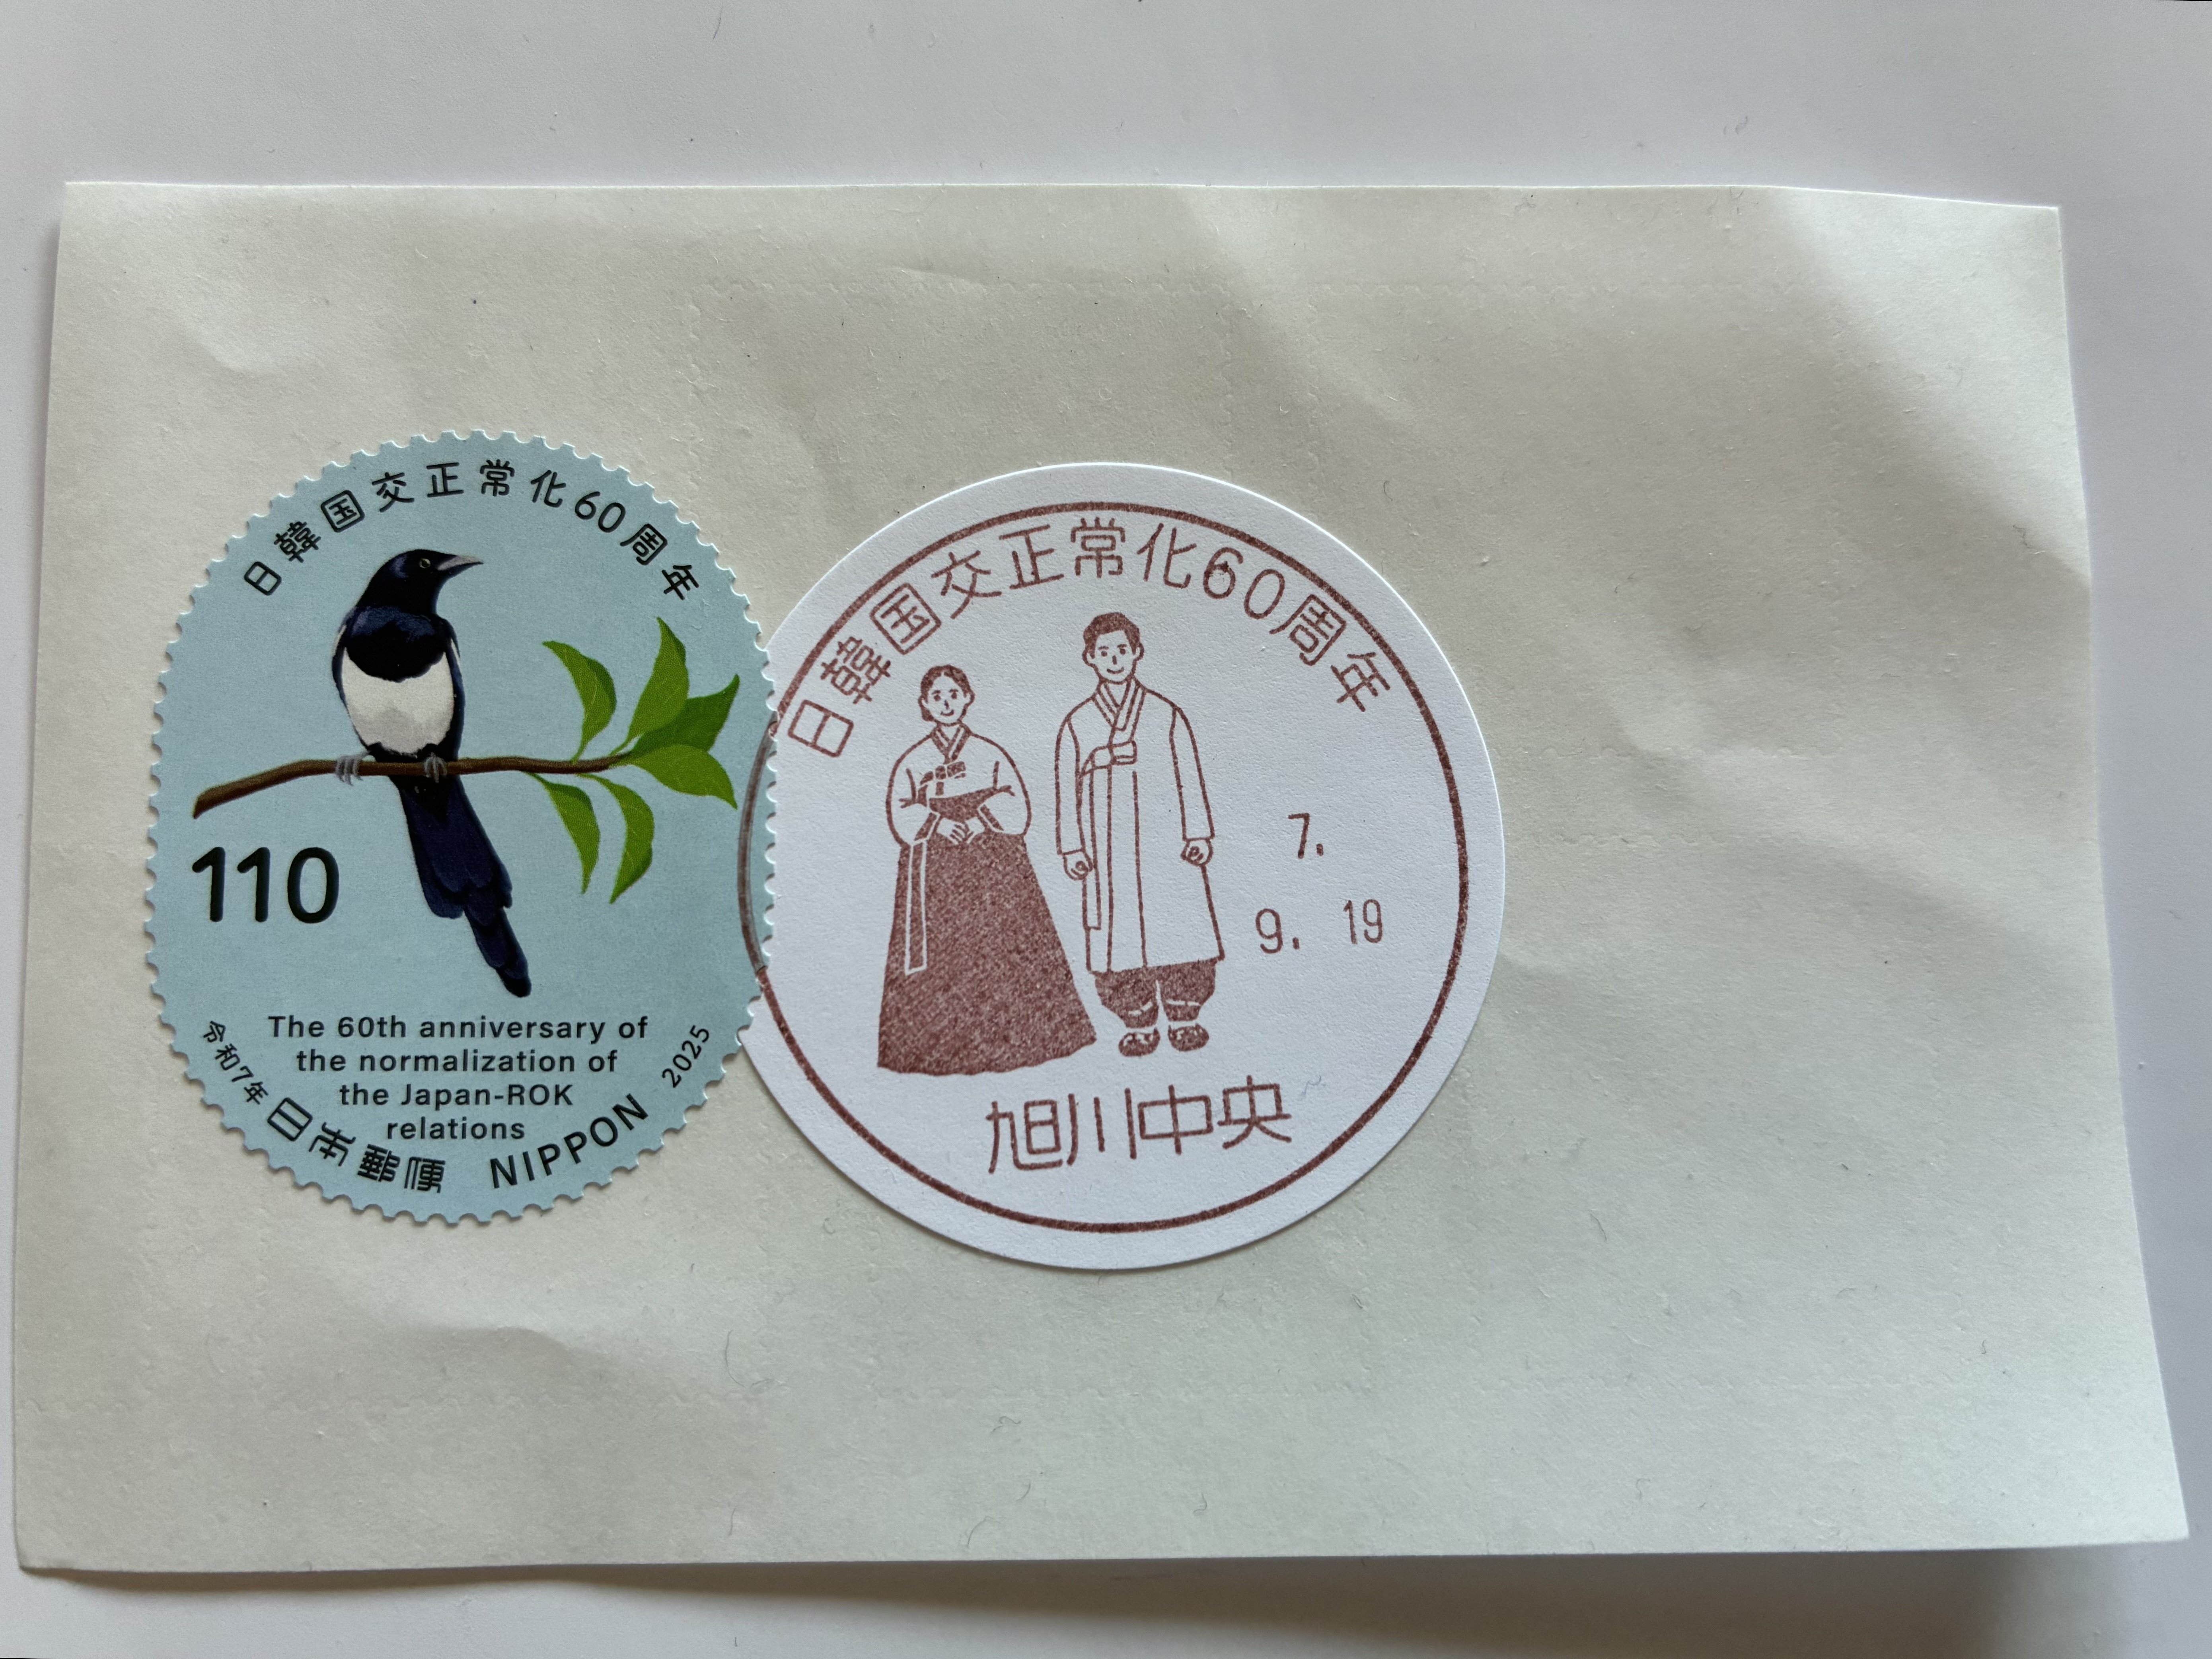 日韓国交正常化60周年
110
The 60th anniversary of
the normalization of
the Japan-ROK
relations
令和7年
日本郵便
NIPPON
2025
日韓国交正常化60周年
7.
9. 19
旭川中央